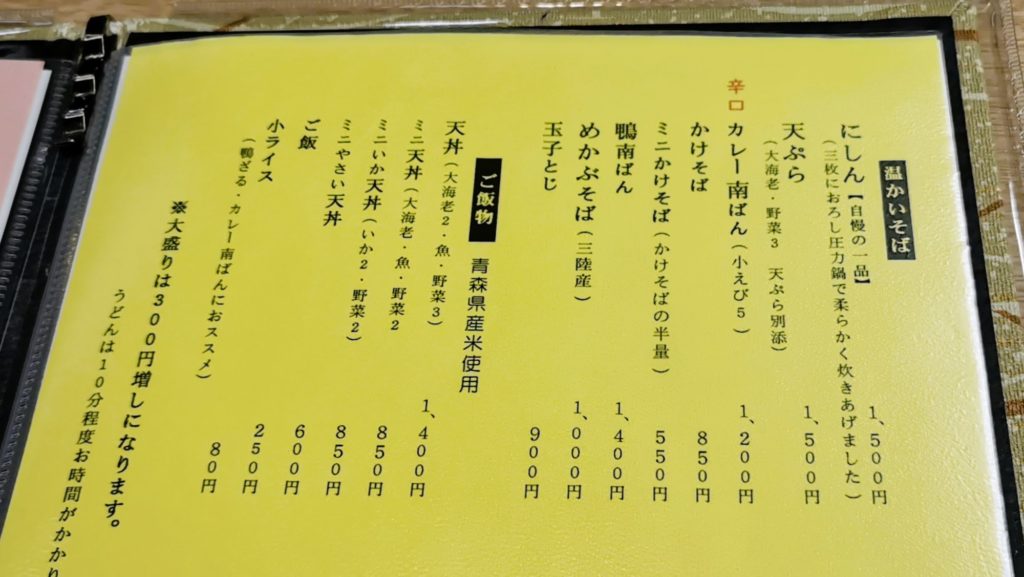 温かいそば
にしん【自慢の一品】 1、500円
（三枚におろし圧力鍋で柔らかく炊きあげました）
天ぷら 1、500円
（大海老・野菜3 天ぷら別添）
辛口 カレー南ばん（小えび5） 1、200円
かけそば 850円
ミニかけそば（かけそばの半量） 550円
鴨南ばん 1、400円
めかぶそば（三陸産） 1、000円
玉子とじ 900円
ご飯物 青森県産米使用
天丼（大海老2・魚・野菜3） 1、400円
ミニ天丼（大海老・魚・野菜2 850円
ミニいか天丼（いか2・野菜2） 850円
ミニやさい天丼 600円
ご飯 250円
小ライス 80円
（鴨ざる・カレー南ばんにおススメ）
※大盛りは300円増しになります。
うどんは10分程度お時間がかかり